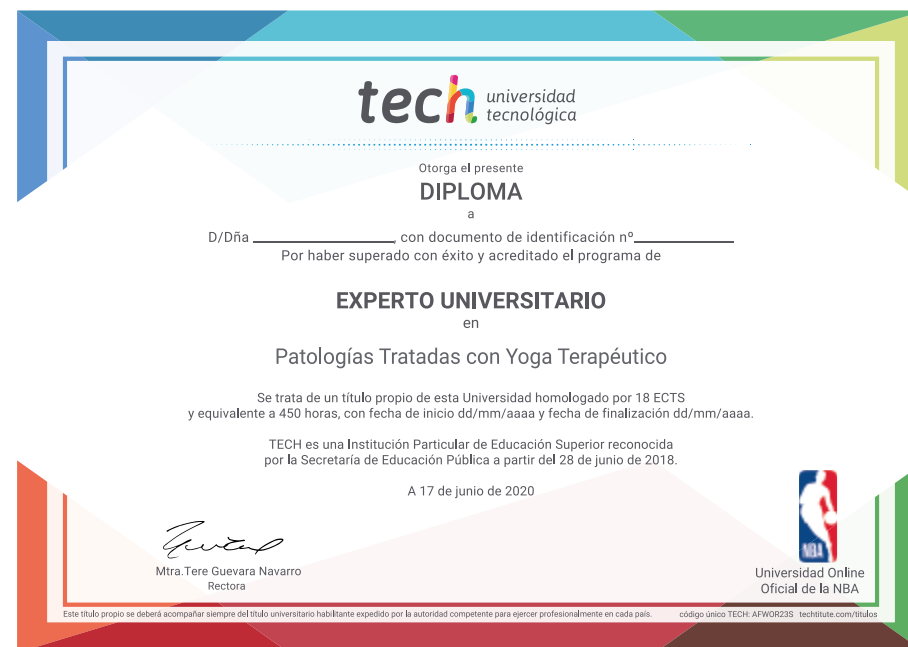 tech universidad
tecnológica
Otorga el presente
DIPLOMA
a
D/Dña ____________________, con documento de identificación nº______________
Por haber superado con éxito y acreditado el programa de
EXPERTO UNIVERSITARIO
en
Patologías Tratadas con Yoga Terapéutico
Se trata de un título propio de esta Universidad homologado por 18 ECTS
y equivalente a 450 horas, con fecha de inicio dd/mm/aaaa y fecha de finalización dd/mm/aaaa.
TECH es una Institución Particular de Educación Superior reconocida
por la Secretaría de Educación Pública a partir del 28 de junio de 2018.
A 17 de junio de 2020
Mtra.Tere Guevara Navarro
Rectora
NBA
Universidad Online
Oficial de la NBA
Este título propio se deberá acompañar siempre del título universitario habilitante expedido por la autoridad competente para ejercer profesionalmente en cada país. código único TECH: AFWOR23S techtitute.com/títulos